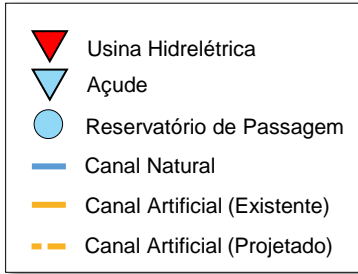 Usina Hidrelétrica
Açude
Reservatório de Passagem
Canal Natural
Canal Artificial (Existente)
Canal Artificial (Projetado)